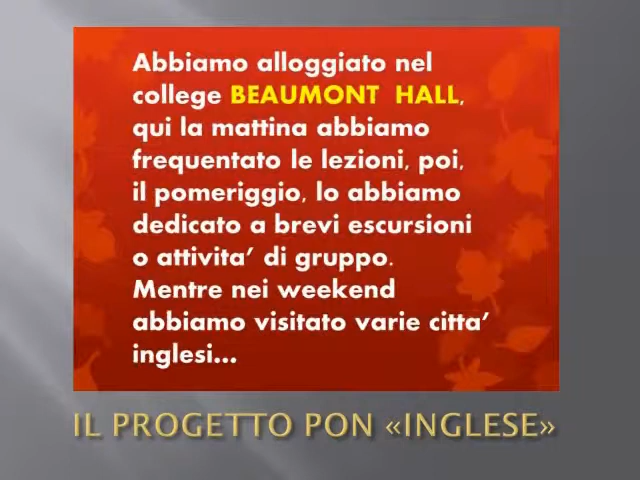 Abbiamo alloggiato nel
college BEAUMONT HALL,
qui la mattina abbiamo
frequentato le lezioni, poi,
il pomeriggio, lo abbiamo
dedicato a brevi escursioni
o attivita’ di gruppo.
Mentre nei weekend
abbiamo visitato varie citta’
inglesi...
IL PROGETTO PON «INGLESE»